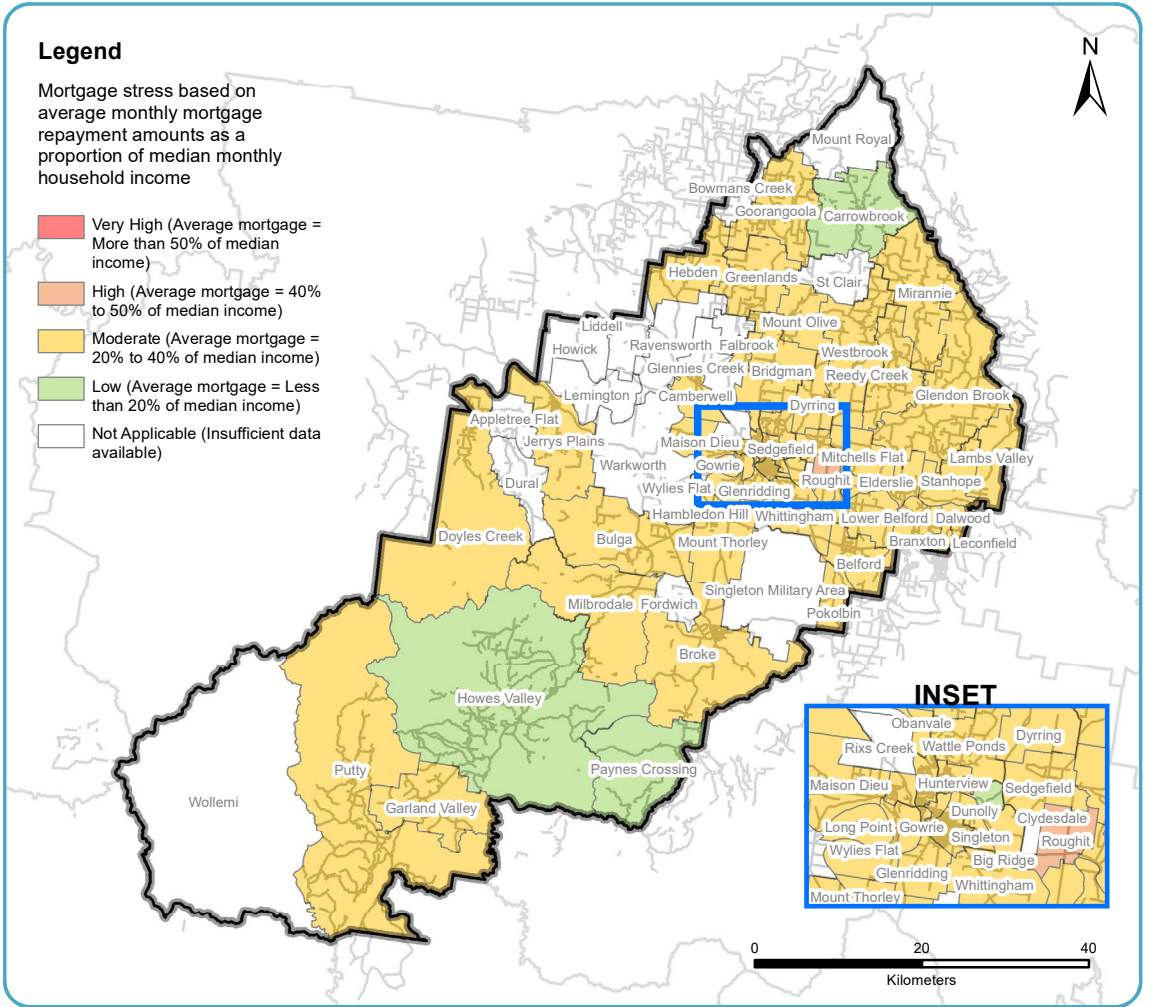 Legend
Mortgage stress based on
average monthly mortgage
repayment amounts as a
proportion of median monthly
household income
Very High (Average mortgage =
More than 50% of median
income)
High (Average mortgage = 40%
to 50% of median income)
Moderate (Average mortgage =
20% to 40% of median income)
Low (Average mortgage = Less
than 20% of median income)
Not Applicable (Insufficient data
available)
N
Mount Royal
Bowmans Creek
Goorangoola
Carrowbrook
Hebden
Greenlands
St Clair
Mirannie
Liddell
Mount Olive
Howick
Ravensworth
Falbrook
Westbrook
Glennies Creek
Bridgman
Reedy Creek
Lemington
Camberwell
Glendon Brook
Dyrring
Appletree Flat
Jerrys Plains
Maison Dieu
Sedgefield
Mitchells Flat
Lambs Valley
Warkworth
Gowrie
Dural
Wylies Flat
Glenridding
Roughit
Elderslie
Stanhope
Hambledon Hill
Whittingham
Lower Belford
Dalwood
Doyles Creek
Bulga
Mount Thorley
Branxton
Leconfield
Belford
Singleton Military Area
Milbrodale
Fordwich
Pokolbin
Broke
Howes Valley
Putty
Paynes Crossing
Wollemi
Garland Valley
INSET
Obanvale
Rixs Creek
Wattle Ponds
Dyrring
Maison Dieu
Hunterview
Sedgefield
Dunolly
Clydesdale
Long Point
Gowrie
Singleton
Roughit
Wylies Flat
Big Ridge
Glenridding
Whittingham
Mount Thorley
0 20 40
Kilometers